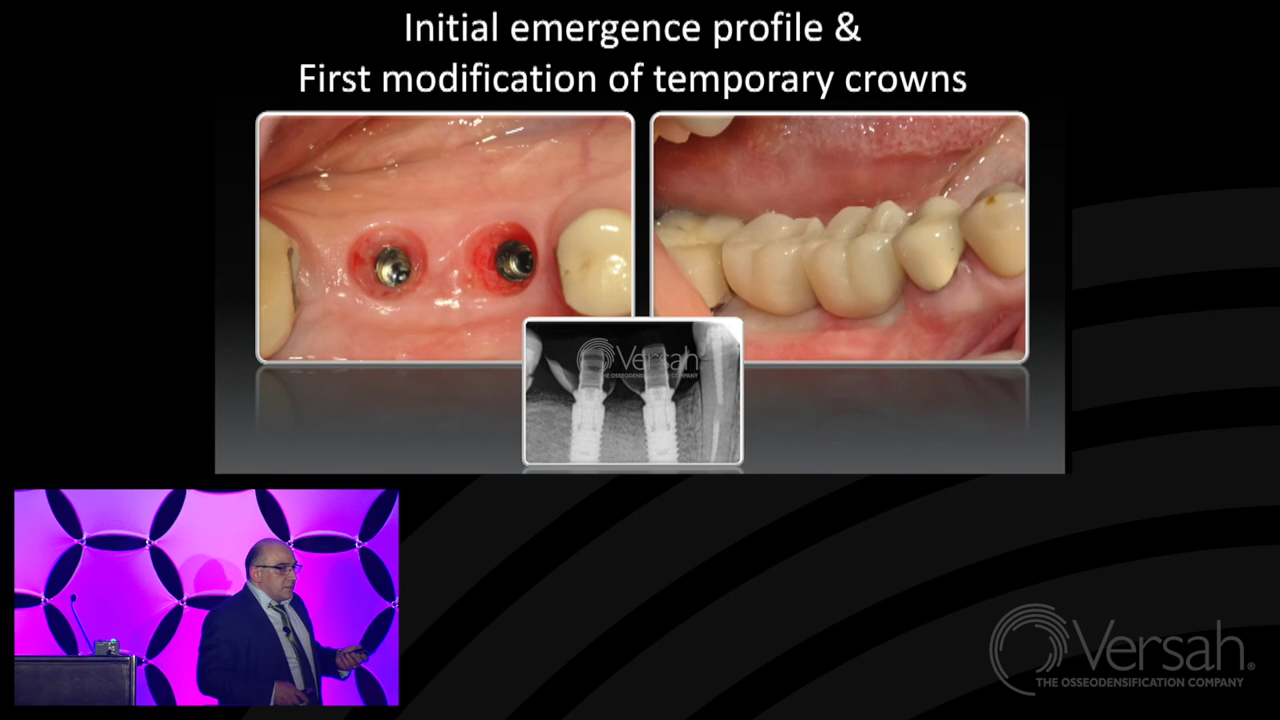 Initial emergence profile &
First modification of temporary crowns
Versah
THE OSSEODENSIFICATION COMPANY
Versah®
THE OSSEODENSIFICATION COMPANY